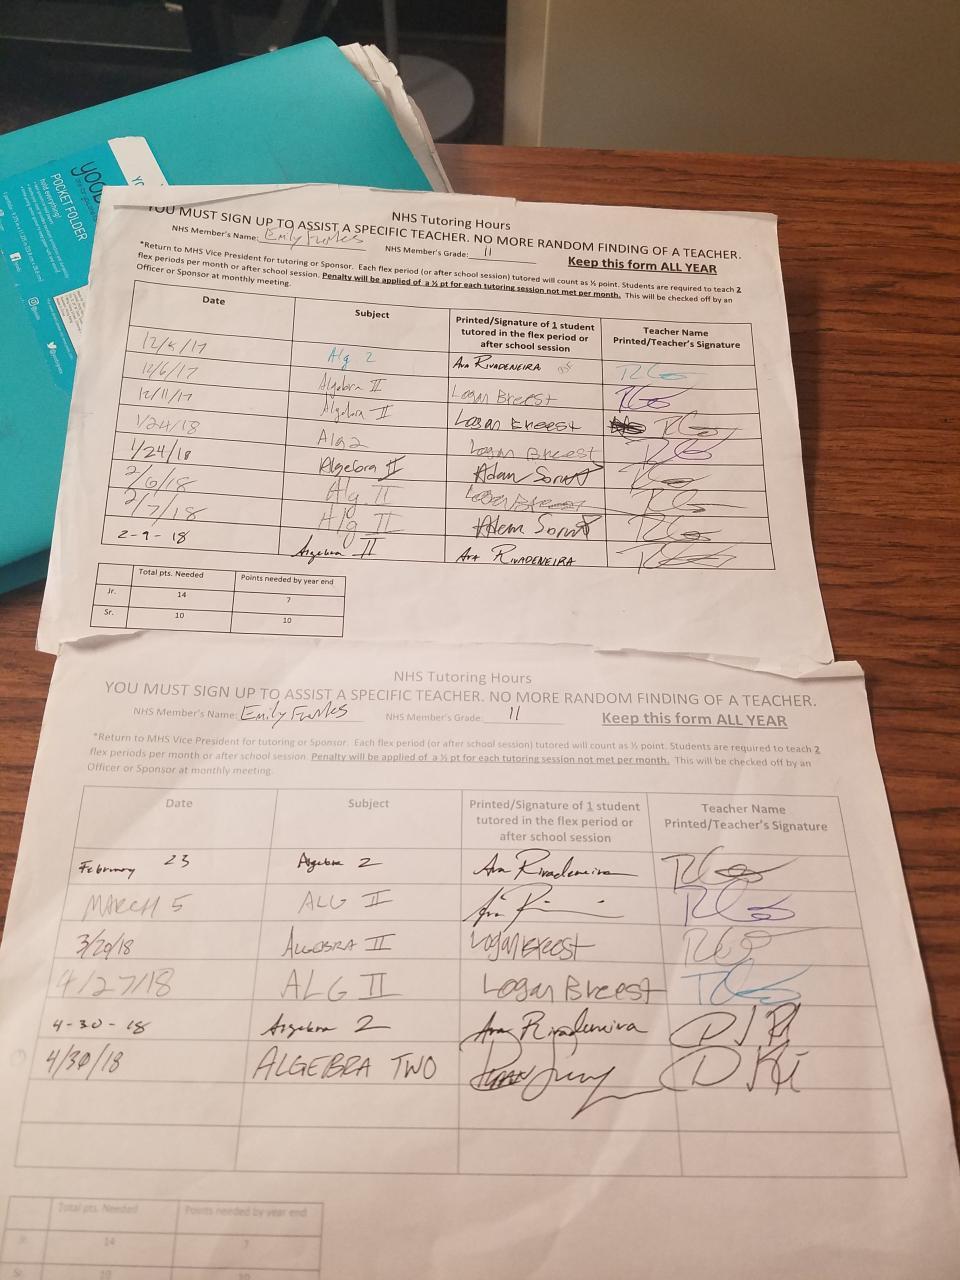 POCKET FOLDER
hold everything!
NHS Tutoring Hours
YOU MUST SIGN UP TO ASSIST A SPECIFIC TEACHER. NO MORE RANDOM FINDING OF A TEACHER.
NHS Member's Name: Emily NHS Member's Grade: 11 Keep this form ALL YEAR
*Return to MHS Vice President for tutoring or Sponsor. Each flex period (or after school session) tutored will count as ½ point. Students are required to teach 2
flex periods per month or after school session. Penalty will be applied of a ½ pt for each tutoring session not met per month. This will be checked off by an
Officer or Sponsor at monthly meeting.
Date Subject Printed/Signature of 1 student tutored in the flex period or after school session Teacher Name Printed/Teacher's Signature
12/5/17 Alg 2 Ava RIVADENEIRA
12/6/17 Algebra II Logan Breest
12/11/17 Algebra II Logan Breest
1/24/18 Alg 2 Logan Breest
1/24/18 Algebra II Adam
2/6/18 Alg II Logan Breest
2/7/18 Alg II Adam
2-9-18 Algebra II Ava RIVADENEIRA
Total pts. Needed Points needed by year end
Jr. 14 7
Sr. 10 10
NHS Tutoring Hours
YOU MUST SIGN UP TO ASSIST A SPECIFIC TEACHER. NO MORE RANDOM FINDING OF A TEACHER.
NHS Member's Name: Emily NHS Member's Grade: 11 Keep this form ALL YEAR
*Return to MHS Vice President for tutoring or Sponsor. Each flex period (or after school session) tutored will count as ½ point. Students are required to teach 2
flex periods per month or after school session. Penalty will be applied of a ½ pt for each tutoring session not met per month. This will be checked off by an
Officer or Sponsor at monthly meeting.
Date Subject Printed/Signature of 1 student tutored in the flex period or after school session Teacher Name Printed/Teacher's Signature
February 23 Algebra 2 Ava Rivadeneira
MARCH 5 ALG II
3/29/18 ALGEBRA II Logan Breest
4/27/18 ALG II Logan Breest
4-30-18 Algebra 2 Ava Rivadeneira
4/30/18 ALGEBRA TWO
Total pts. Needed Points needed by year end
Jr. 14 7
Sr. 10 10